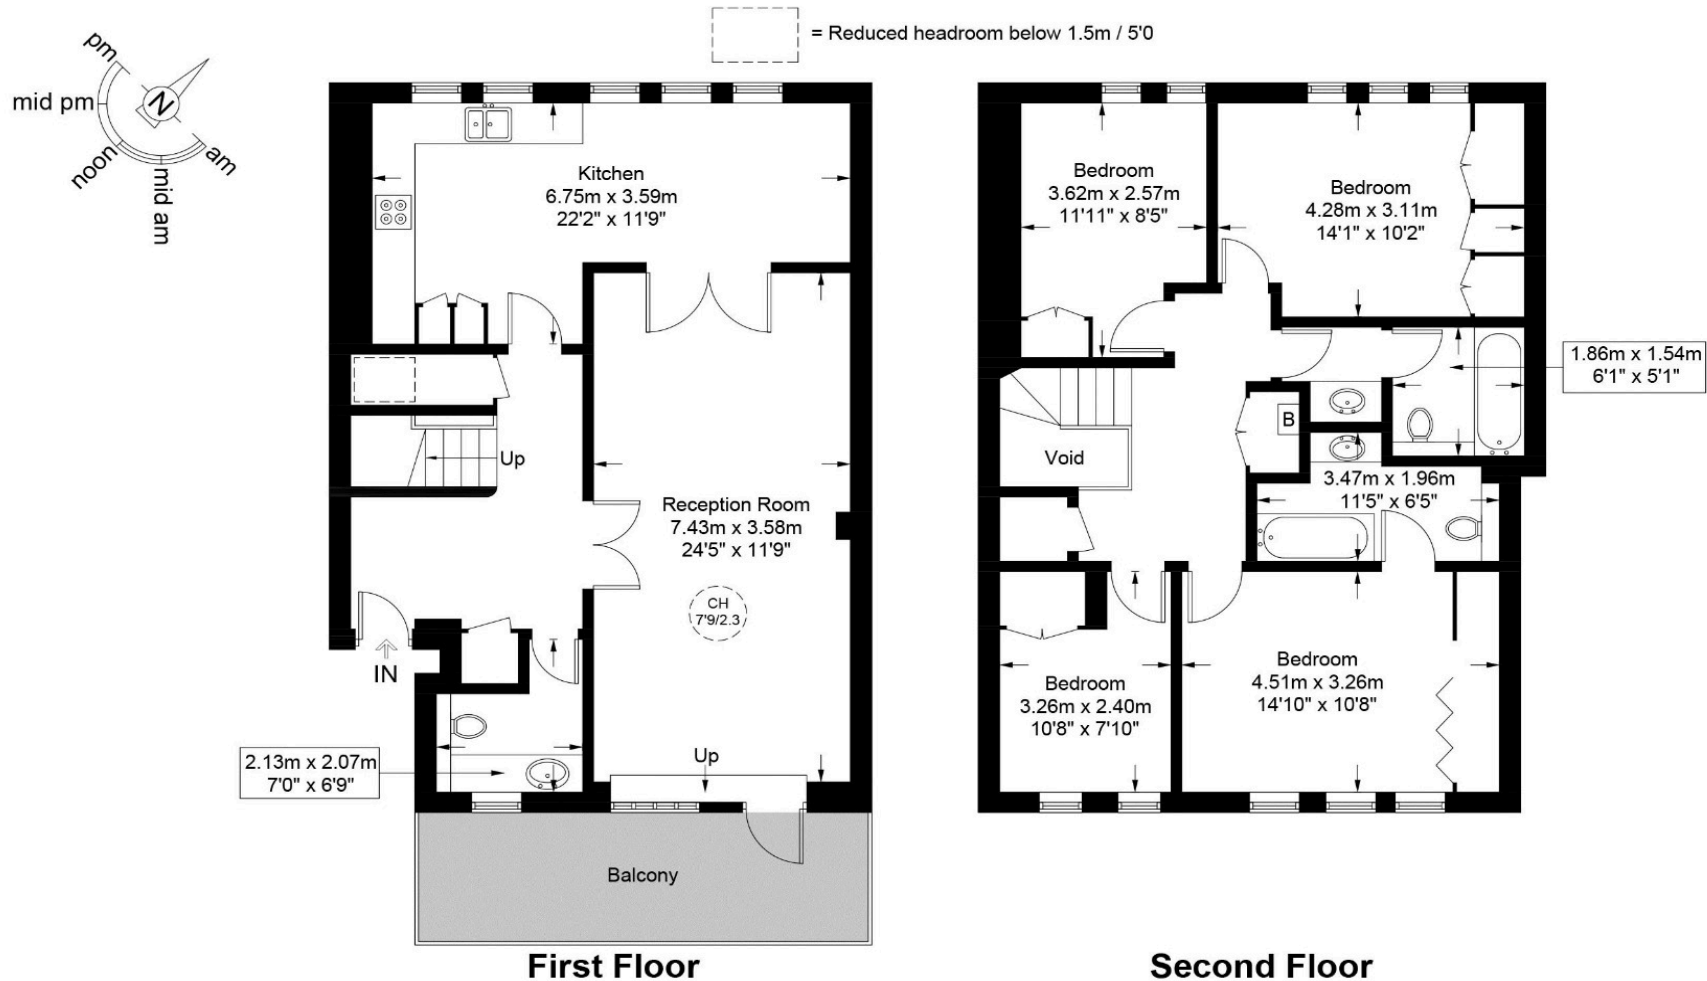 = Reduced headroom below 1.5m / 5'0
pm
mid pm
N
noon
mid am
am
Kitchen
6.75m x 3.59m
22'2" x 11'9"
Up
Reception Room
7.43m x 3.58m
24'5" x 11'9"
CH
7'9/2.3
IN
2.13m x 2.07m
7'0" x 6'9"
Up
Balcony
First Floor
Bedroom
3.62m x 2.57m
11'11" x 8'5"
Bedroom
4.28m x 3.11m
14'1" x 10'2"
1.86m x 1.54m
6'1" x 5'1"
B
Void
3.47m x 1.96m
11'5" x 6'5"
Bedroom
3.26m x 2.40m
10'8" x 7'10"
Bedroom
4.51m x 3.26m
14'10" x 10'8"
Second Floor